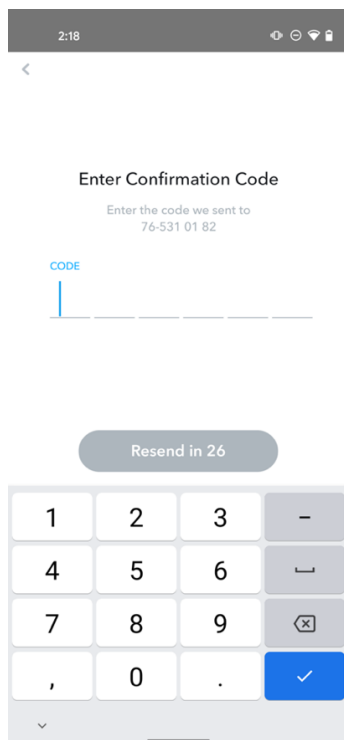 2:18
Enter Confirmation Code
Enter the code we sent to
76-531 01 82
CODE
Resend in 26
1 2 3 -
4 5 6
7 8 9
, 0 .